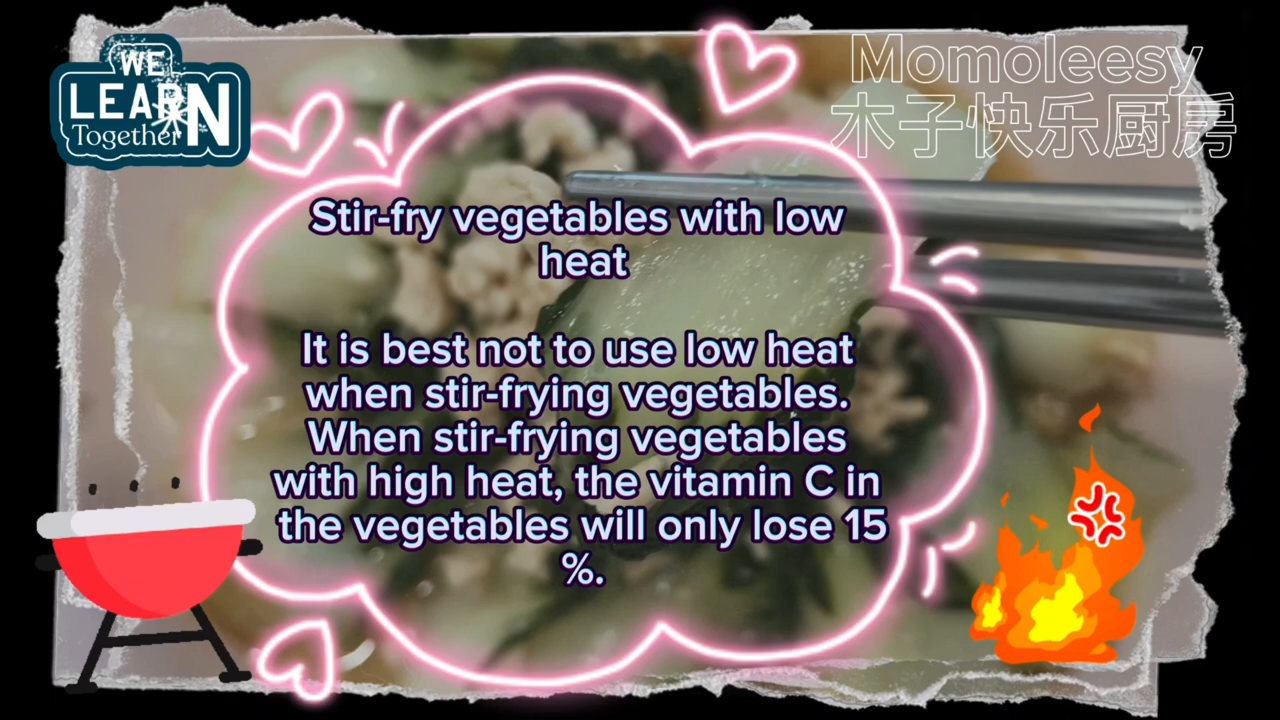 WE
LEARN
Together
Momoleesy
木子快乐厨房
Stir-fry vegetables with low
heat
It is best not to use low heat
when stir-frying vegetables.
When stir-frying vegetables
with high heat, the vitamin C in
the vegetables will only lose 15
%.